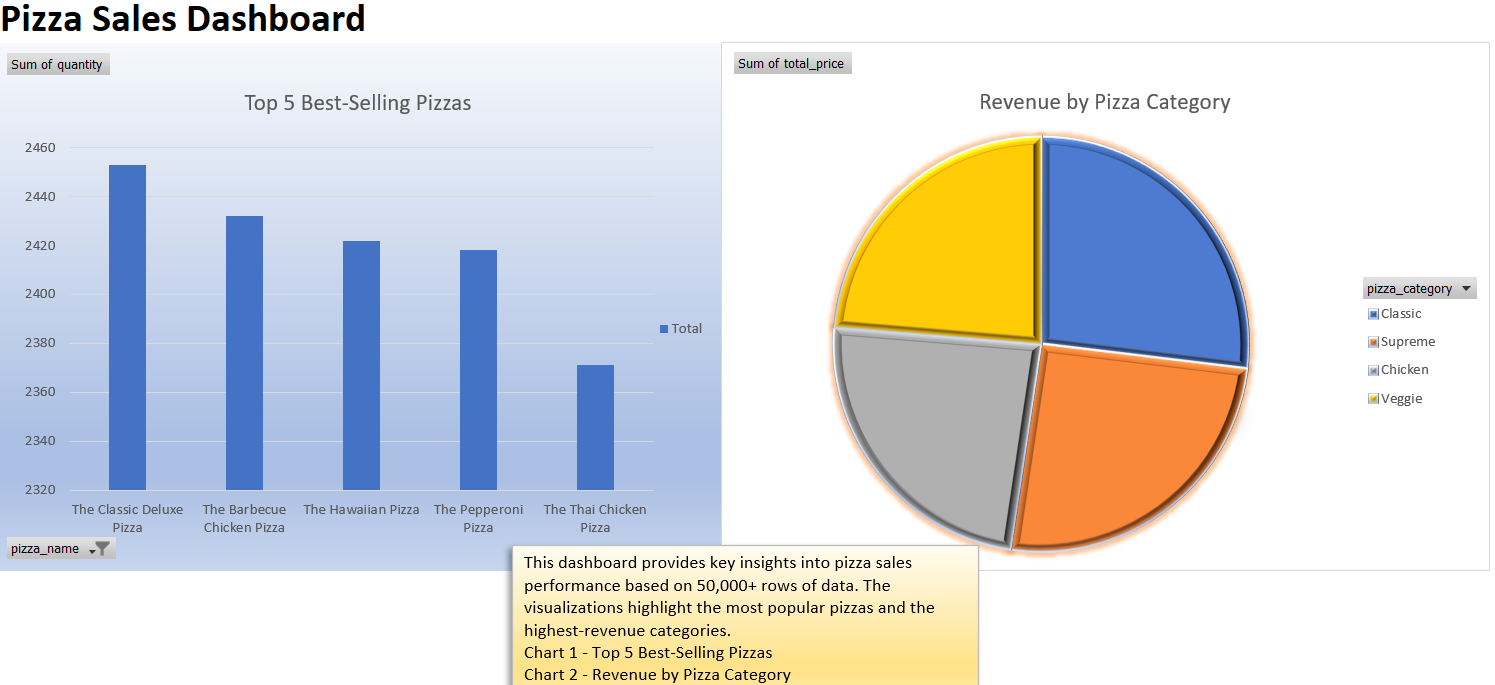 Pizza Sales Dashboard
Sum of quantity
Top 5 Best-Selling Pizzas
2460
2440
2420
2400
2380
2360
2340
2320
The Classic Deluxe
Pizza
The Barbecue
Chicken Pizza
The Hawaiian Pizza
The Pepperoni
Pizza
The Thai Chicken
Pizza
Total
pizza_name
Sum of total_price
Revenue by Pizza Category
pizza_category
Classic
Supreme
Chicken
Veggie
This dashboard provides key insights into pizza sales
performance based on 50,000+ rows of data. The
visualizations highlight the most popular pizzas and the
highest-revenue categories.
Chart 1 - Top 5 Best-Selling Pizzas
Chart 2 - Revenue by Pizza Category